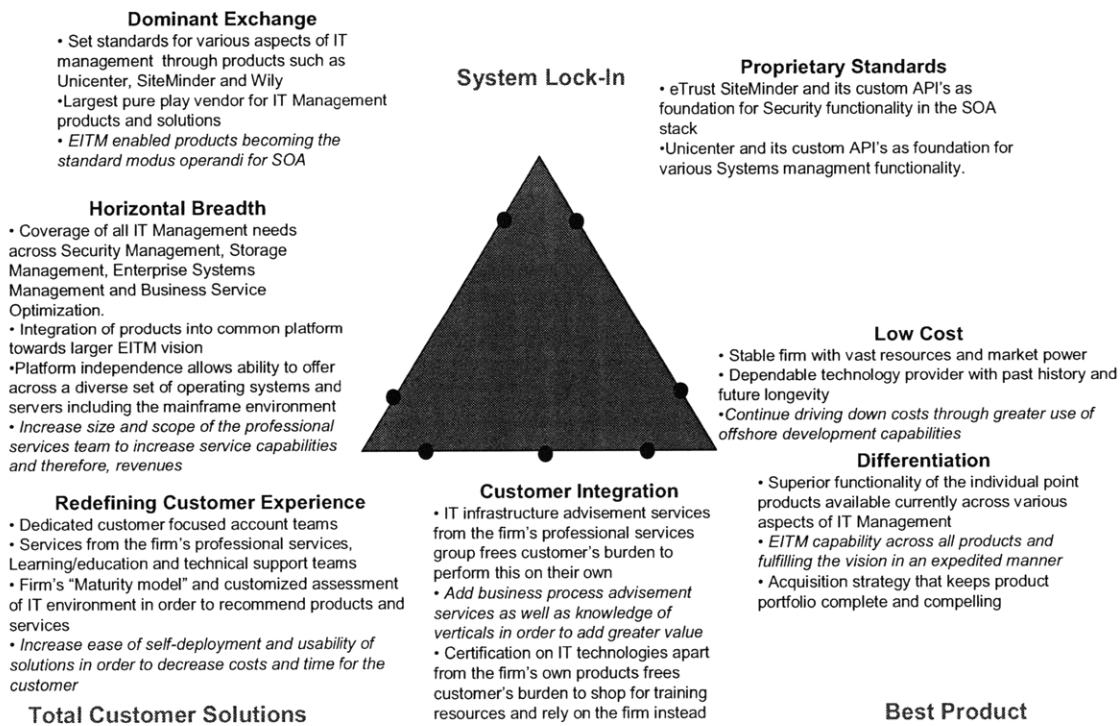 Dominant Exchange
• Set standards for various aspects of IT
management through products such as
Unicenter, SiteMinder and Wily
•Largest pure play vendor for IT Management
products and solutions
• EITM enabled products becoming the
standard modus operandi for SOA
System Lock-In
Proprietary Standards
• eTrust SiteMinder and its custom API's as
foundation for Security functionality in the SOA
stack
•Unicenter and its custom API's as foundation for
various Systems managment functionality.
Horizontal Breadth
• Coverage of all IT Management needs
across Security Management, Storage
Management, Enterprise Systems
Management and Business Service
Optimization.
• Integration of products into common platform
towards larger EITM vision
•Platform independence allows ability to offer
across a diverse set of operating systems and
servers including the mainframe environment
• Increase size and scope of the professional
services team to increase service capabilities
and therefore, revenues
Low Cost
• Stable firm with vast resources and market power
• Dependable technology provider with past history and
future longevity
•Continue driving down costs through greater use of
offshore development capabilities
Redefining Customer Experience
• Dedicated customer focused account teams
• Services from the firm's professional services,
Learning/education and technical support teams
• Firm's "Maturity model" and customized assessment
of IT environment in order to recommend products and
services
• Increase ease of self-deployment and usability of
solutions in order to decrease costs and time for the
customer
Customer Integration
• IT infrastructure advisement services
from the firm's professional services
group frees customer's burden to
perform this on their own
• Add business process advisement
services as well as knowledge of
verticals in order to add greater value
• Certification on IT technologies apart
from the firm's own products frees
customer's burden to shop for training
resources and rely on the firm instead
Differentiation
• Superior functionality of the individual point
products available currently across various
aspects of IT Management
• EITM capability across all products and
fulfilling the vision in an expedited manner
• Acquisition strategy that keeps product
portfolio complete and compelling
Total Customer Solutions
Best Product